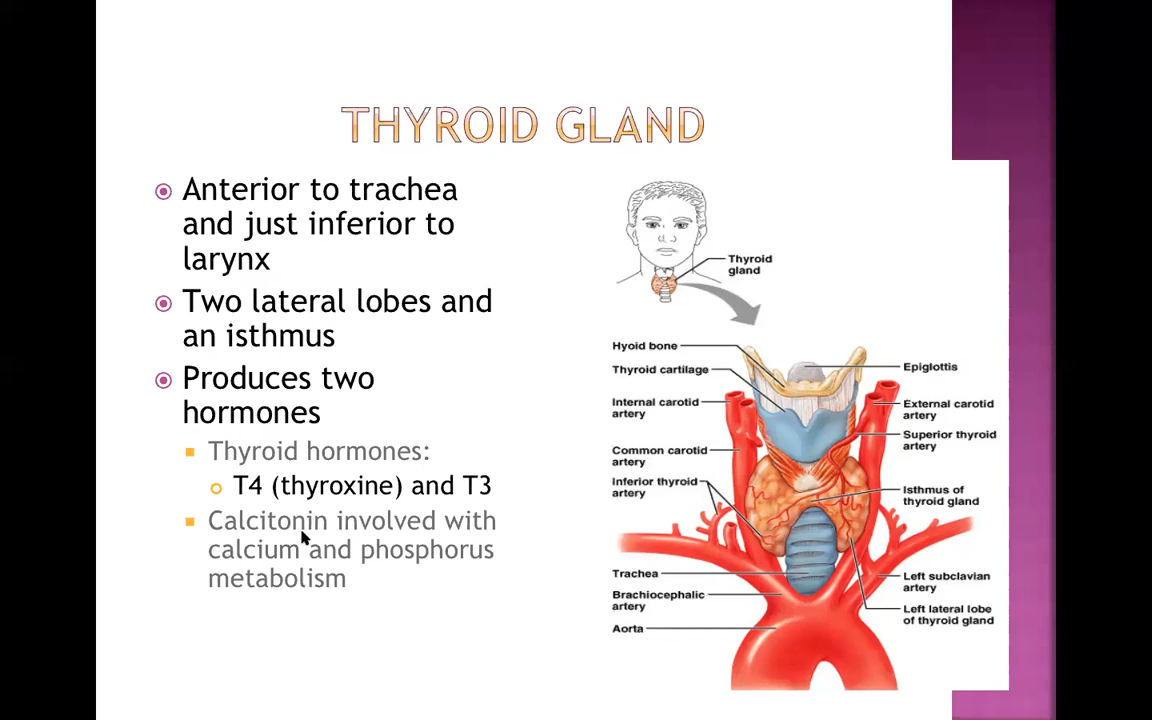 THYROID GLAND
Anterior to trachea
and just inferior to
larynx
Two lateral lobes and
an isthmus
Produces two
hormones
Thyroid hormones:
T4 (thyroxine) and T3
Calcitonin involved with
calcium and phosphorus
metabolism
Thyroid
gland
Hyoid bone
Thyroid cartilage
Internal carotid
artery
Common carotid
artery
Inferior thyroid
artery
Trachea
Brachiocephalic
artery
Aorta
Epiglottis
External carotid
artery
Superior thyroid
artery
Isthmus of
thyroid gland
Left subclavian
artery
Left lateral lobe
of thyroid gland